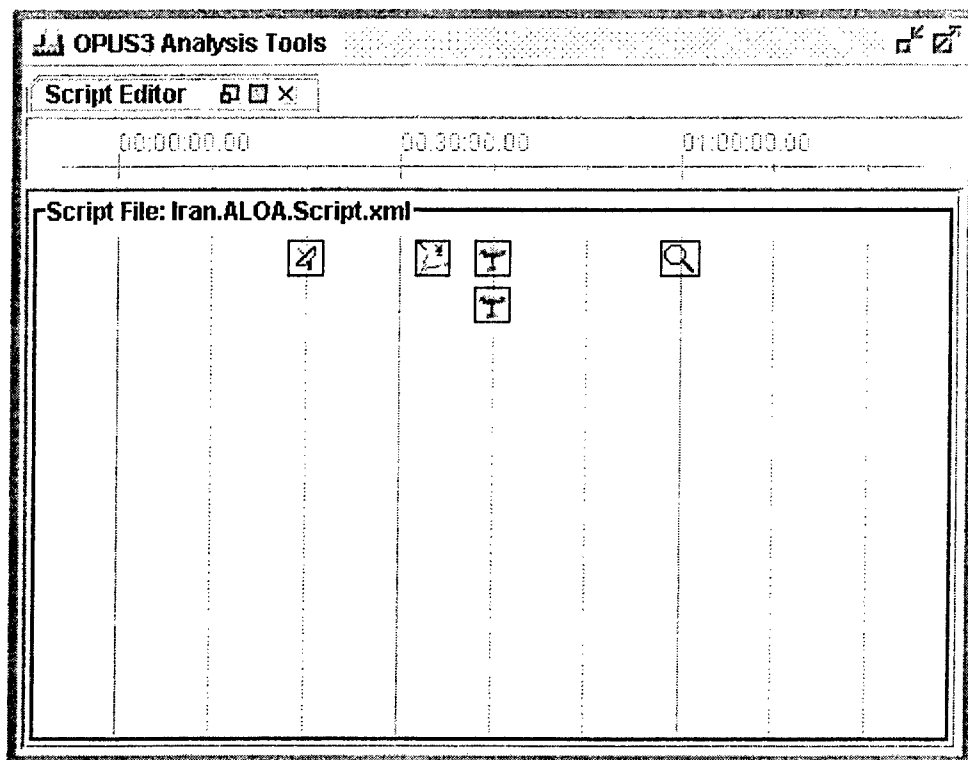 OPUS3 Analysis Tools
Script Editor
00:00:00.00 00:30:00.00 01:00:00.00
Script File: Iran.ALOA.Script.xml